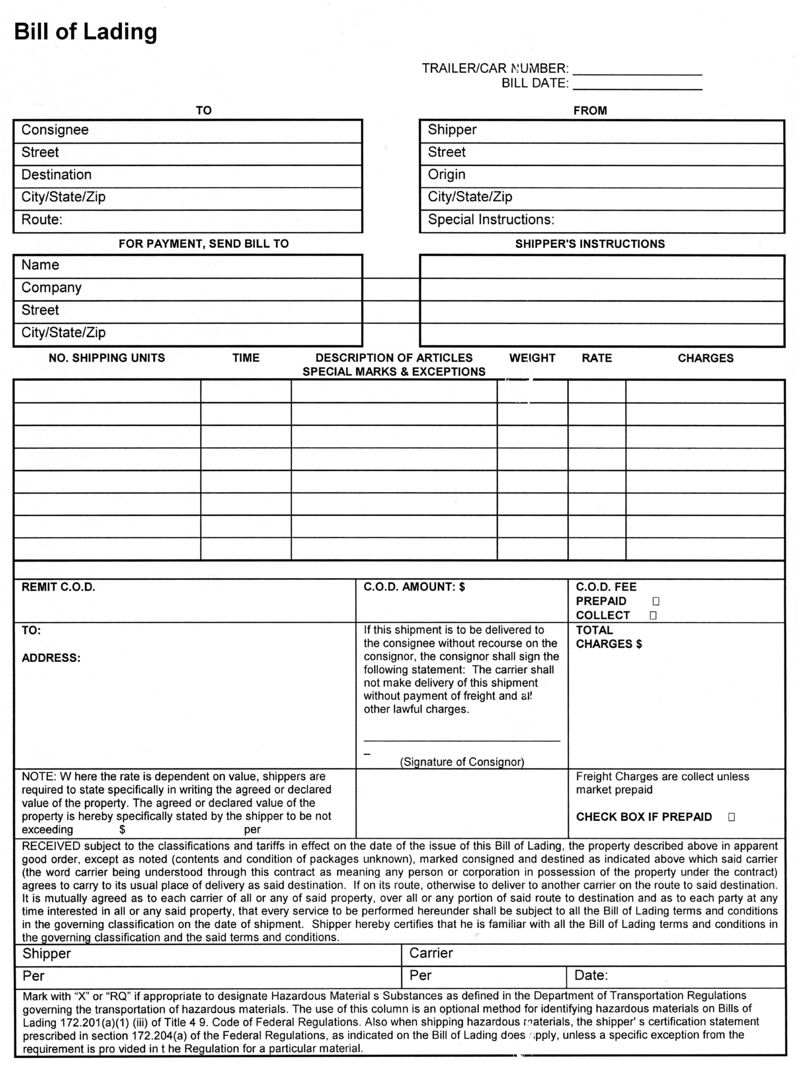 Bill of Lading
TRAILER/CAR NUMBER:
BILL DATE:
TO
FROM
Consignee
Street
Destination
City/State/Zip
Route:
Shipper
Street
Origin
City/State/Zip
Special Instructions:
FOR PAYMENT, SEND BILL TO
SHIPPER'S INSTRUCTIONS
Name
Company
Street
City/State/Zip
NO. SHIPPING UNITS TIME DESCRIPTION OF ARTICLES WEIGHT RATE CHARGES
SPECIAL MARKS & EXCEPTIONS
REMIT C.O.D.
C.O.D. AMOUNT: $
C.O.D. FEE
PREPAID
COLLECT
TO:
ADDRESS:
If this shipment is to be delivered to
the consignee without recourse on the
consignor, the consignor shall sign the
following statement: The carrier shall
not make delivery of this shipment
without payment of freight and all
other lawful charges.
(Signature of Consignor)
TOTAL
CHARGES $
NOTE: W here the rate is dependent on value, shippers are
required to state specifically in writing the agreed or declared
value of the property. The agreed or declared value of the
property is hereby specifically stated by the shipper to be not
exceeding $ per
Freight Charges are collect unless
market prepaid
CHECK BOX IF PREPAID
RECEIVED subject to the classifications and tariffs in effect on the date of the issue of this Bill of Lading, the property described above in apparent
good order, except as noted (contents and condition of packages unknown), marked consigned and destined as indicated above which said carrier
(the word carrier being understood through this contract as meaning any person or corporation in possession of the property under the contract)
agrees to carry to its usual place of delivery as said destination. If on its route, otherwise to deliver to another carrier on the route to said destination.
It is mutually agreed as to each carrier of all or any of said property, over all or any portion of said route to destination and as to each party at any
time interested in all or any said property, that every service to be performed hereunder shall be subject to all the Bill of Lading terms and conditions
in the governing classification on the date of shipment. Shipper hereby certifies that he is familiar with all the Bill of Lading terms and conditions in
the governing classification and the said terms and conditions.
Shipper
Carrier
Per
Per
Date:
Mark with “X” or “RQ” if appropriate to designate Hazardous Material s Substances as defined in the Department of Transportation Regulations
governing the transportation of hazardous materials. The use of this column is an optional method for identifying hazardous materials on Bills of
Lading 172.201(a)(1) (iii) of Title 4 9. Code of Federal Regulations. Also when shipping hazardous materials, the shipper' s certification statement
prescribed in section 172.204(a) of the Federal Regulations, as indicated on the Bill of Lading does apply, unless a specific exception from the
requirement is pro vided in t he Regulation for a particular material.